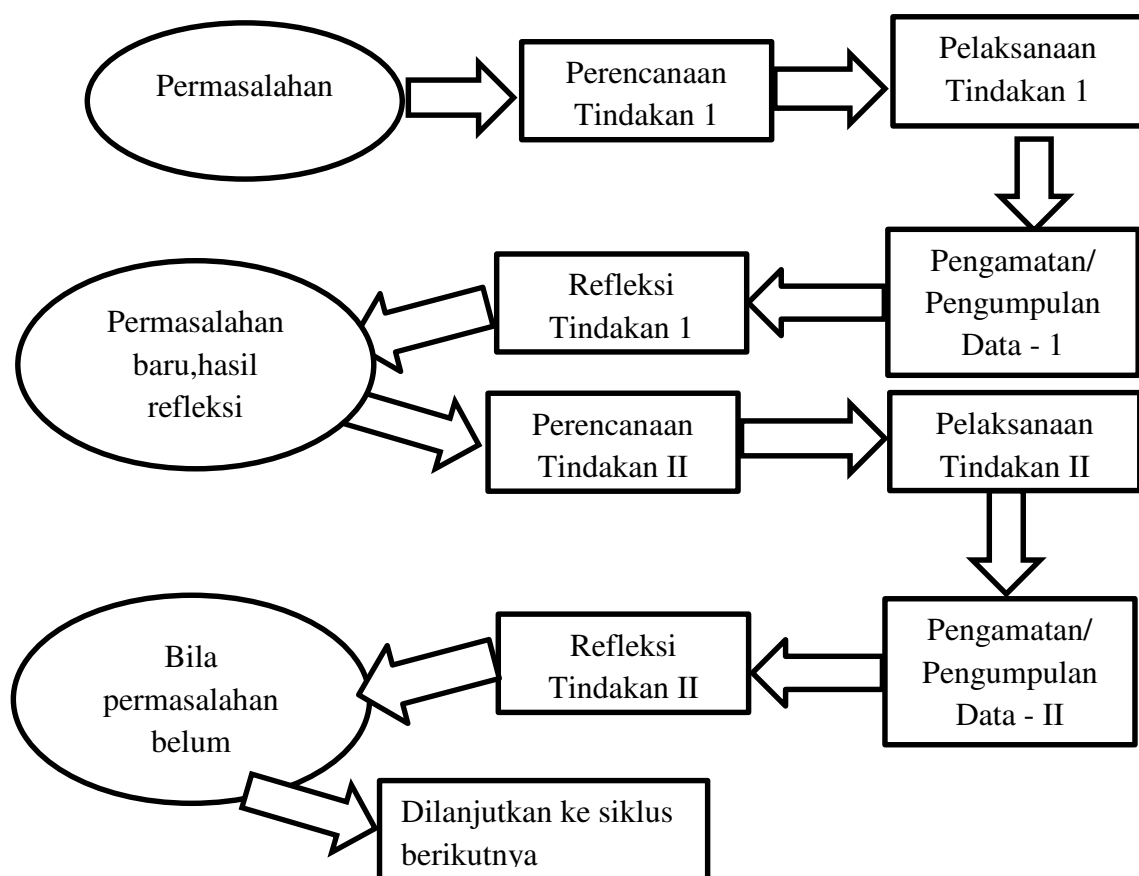 Permasalahan
Perencanaan
Tindakan 1
Pelaksanaan
Tindakan 1
Pengamatan/
Pengumpulan
Data - 1
Refleksi
Tindakan 1
Permasalahan
baru,hasil
refleksi
Perencanaan
Tindakan II
Pelaksanaan
Tindakan II
Pengamatan/
Pengumpulan
Data - II
Refleksi
Tindakan II
Bila
permasalahan
belum
Dilanjutkan ke siklus
berikutnya